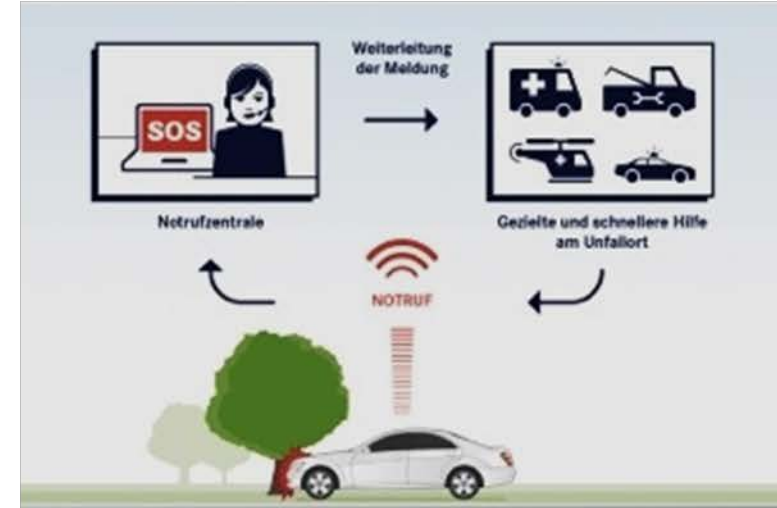 Weiterleitung
der Meldung
SOS
Notrufzentrale
Gezielte und schnellere Hilfe
am Unfallort
NOTRUF